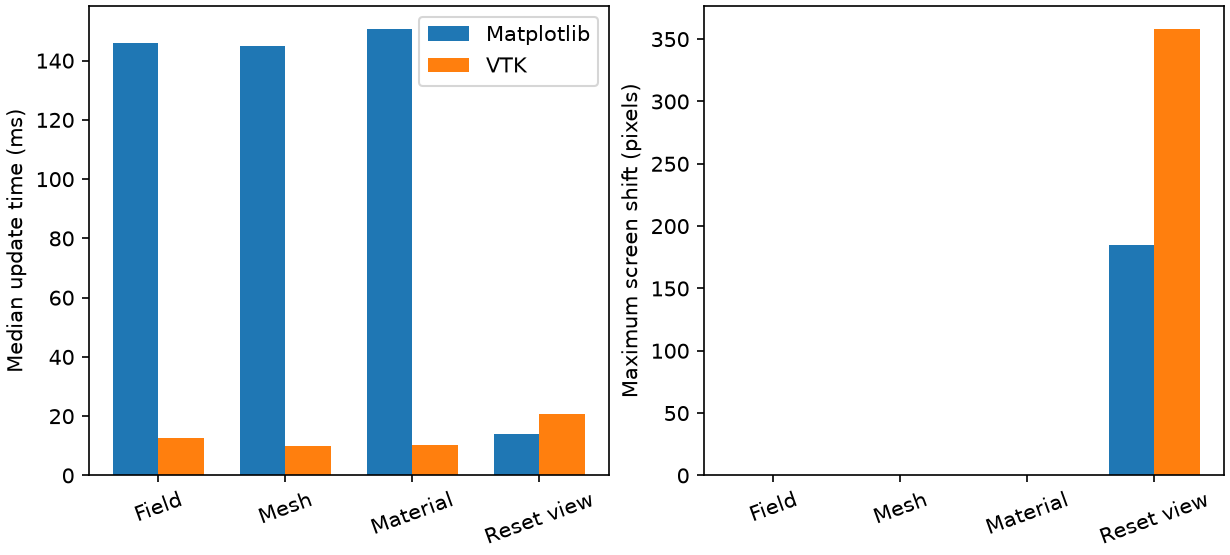 Median update time (ms)
140
120
100
80
60
40
20
0
Matplotlib
VTK
Field
Mesh
Material
Reset view
Maximum screen shift (pixels)
350
300
250
200
150
100
50
0
Field
Mesh
Material
Reset view